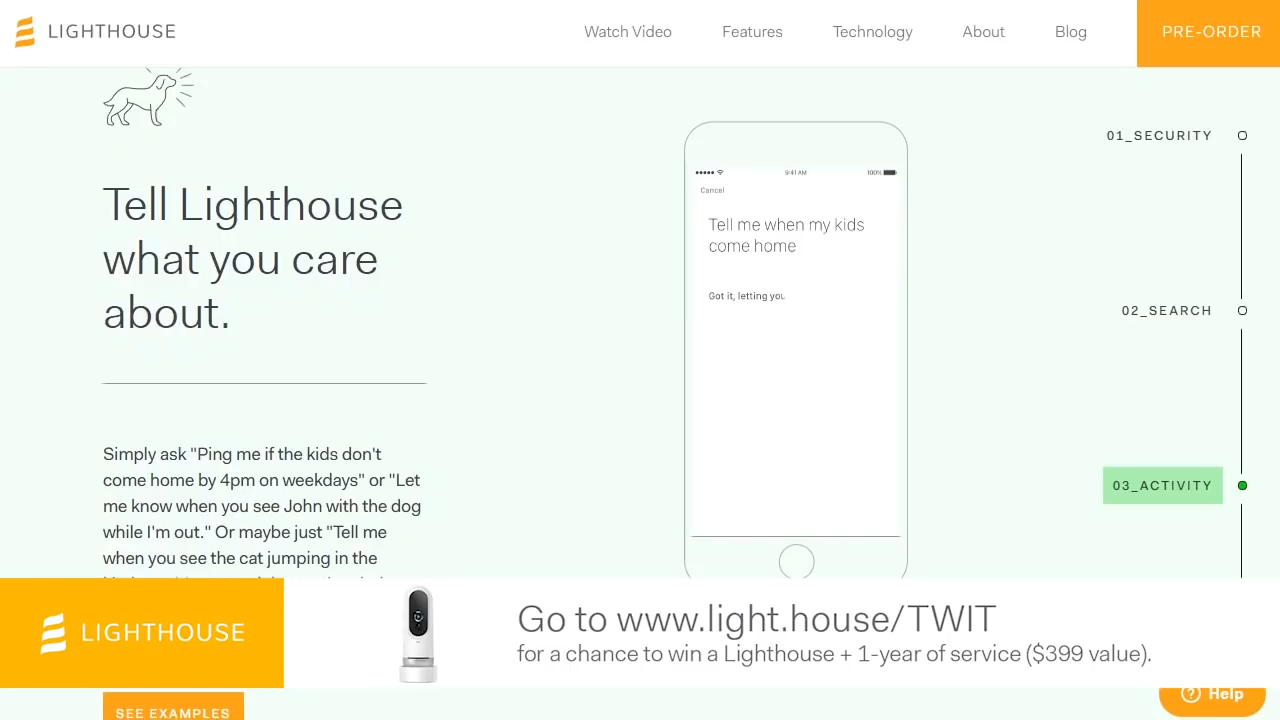 LIGHTHOUSE
Watch Video
Features
Technology
About
Blog
PRE-ORDER
Tell Lighthouse
what you care
about.
Simply ask "Ping me if the kids don't
come home by 4pm on weekdays" or "Let
me know when you see John with the dog
while I'm out." Or maybe just "Tell me
when you see the cat jumping in the
SEE EXAMPLES
9:41 AM
100%
Cancel
Tell me when my kids
come home
Got it, letting you
01_SECURITY
02_SEARCH
03_ACTIVITY
LIGHTHOUSE
Go to www.light.house/TWIT
for a chance to win a Lighthouse + 1-year of service ($399 value).
Help